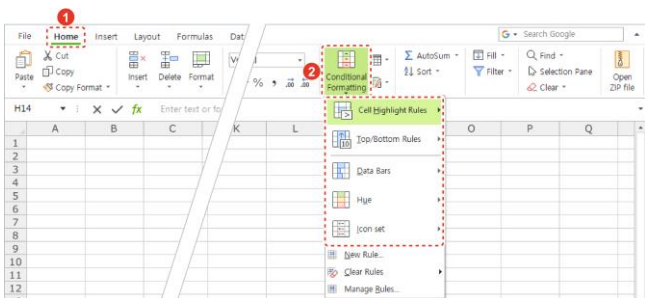 1
File Home Insert Layout Formulas Dat
G Search Google
Cut
Copy
Paste
Copy Format
Insert Delete Format
% ,
2
Conditional
Formatting
AutoSum
Sort
Fill
Filter
Find
Selection Pane
Clear
Open
ZIP file
H14
fx Enter text or fo
Cell Highlight Rules
Top/Bottom Rules
Data Bars
Hue
Icon set
New Rule...
Clear Rules
Manage Rules...
A B C K L O P Q
1
2
3
4
5
6
7
8
9
10
11
12